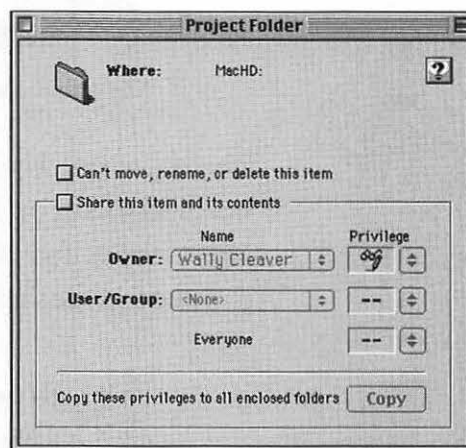 Project Folder
Where: MacHD:
?
Can't move, rename, or delete this item
Share this item and its contents
Name Privilege
Owner: Wally Cleaver
User/Group: <None> --
Everyone --
Copy these privileges to all enclosed folders Copy